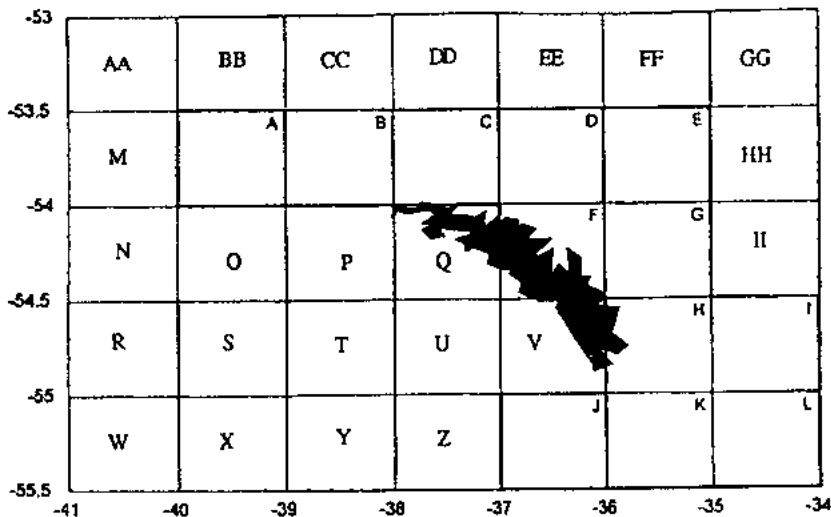 -53
AA BB CC DD EE FF GG
-53.5
A B C D E
M HH
-54
F G
N O P Q II
-54.5
H I
R S T U V
-55
J K L
W X Y Z
-55.5
-41 -40 -39 -38 -37 -36 -35 -34